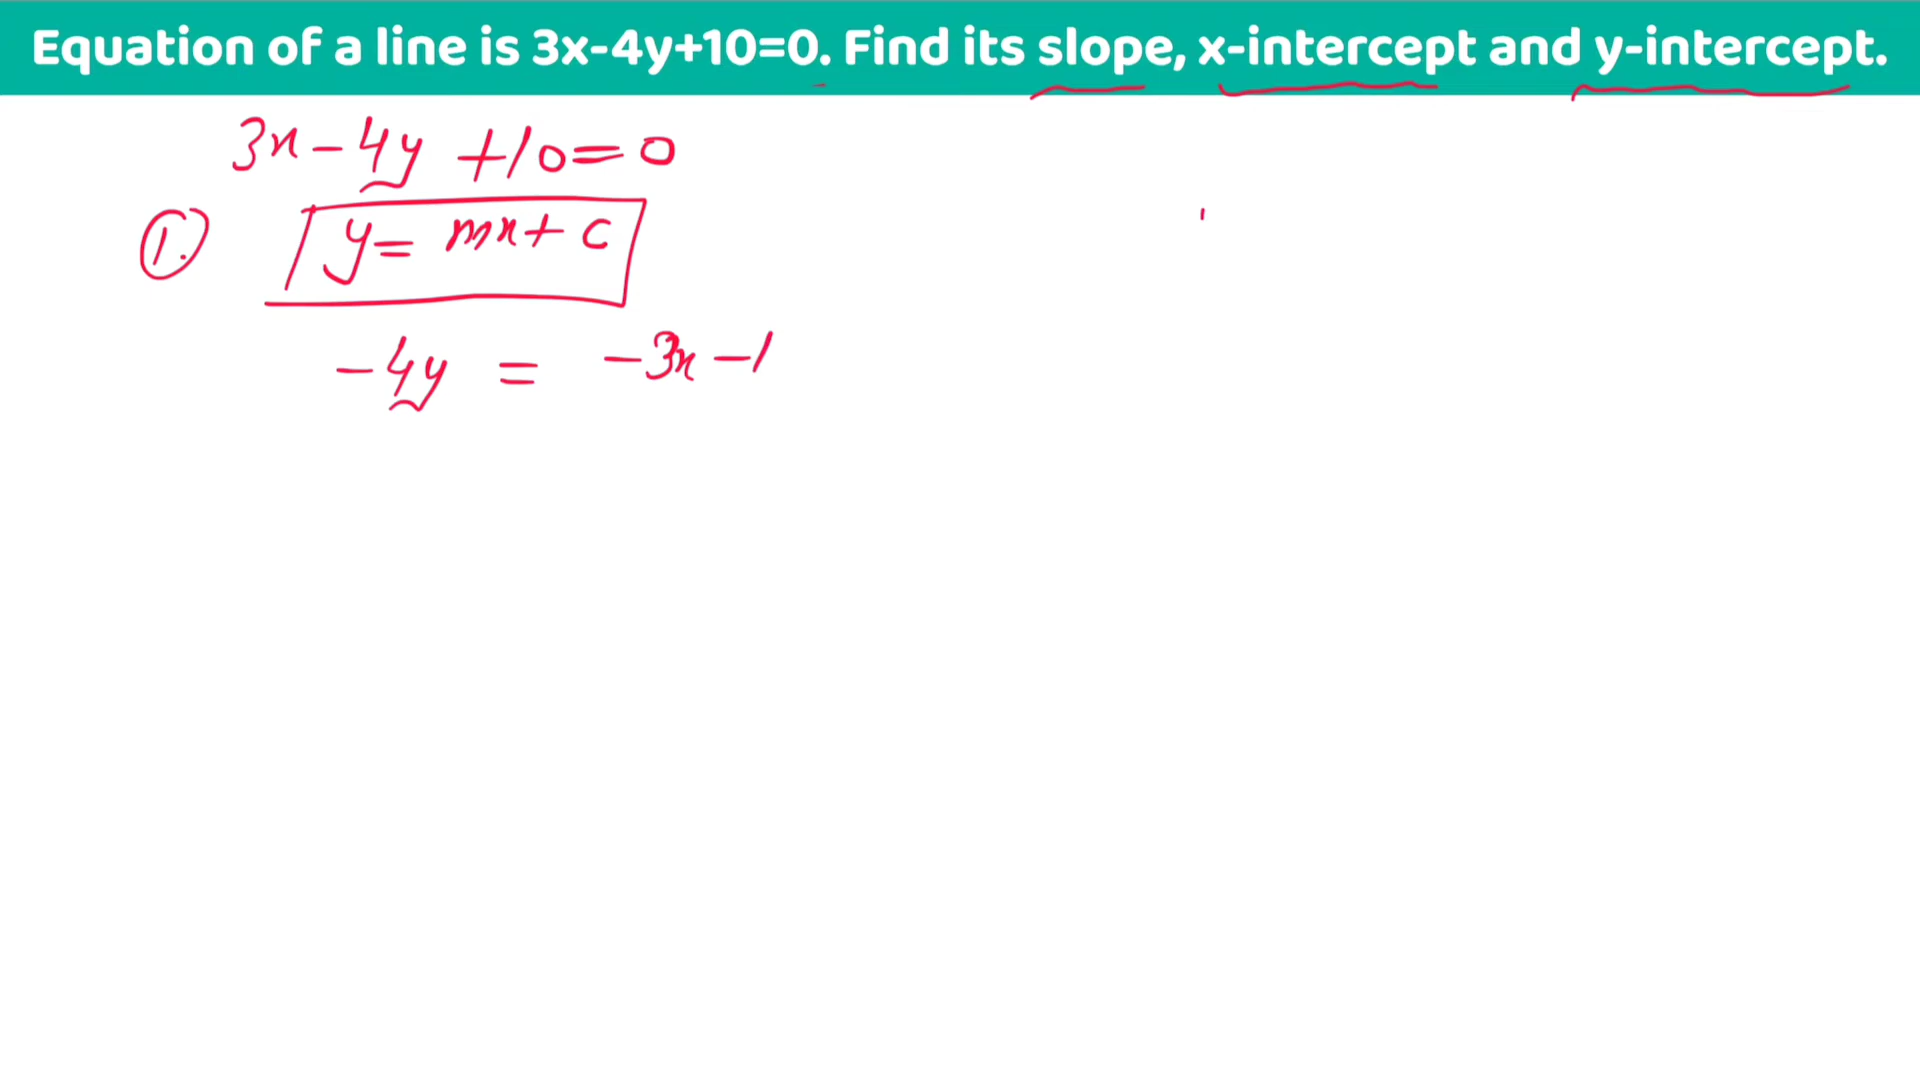 Equation of a line is 3x-4y+10=0. Find its slope, x-intercept and y-intercept.
3x-4y +10=0
1.) y= mx+ c
-4y = -3x -1